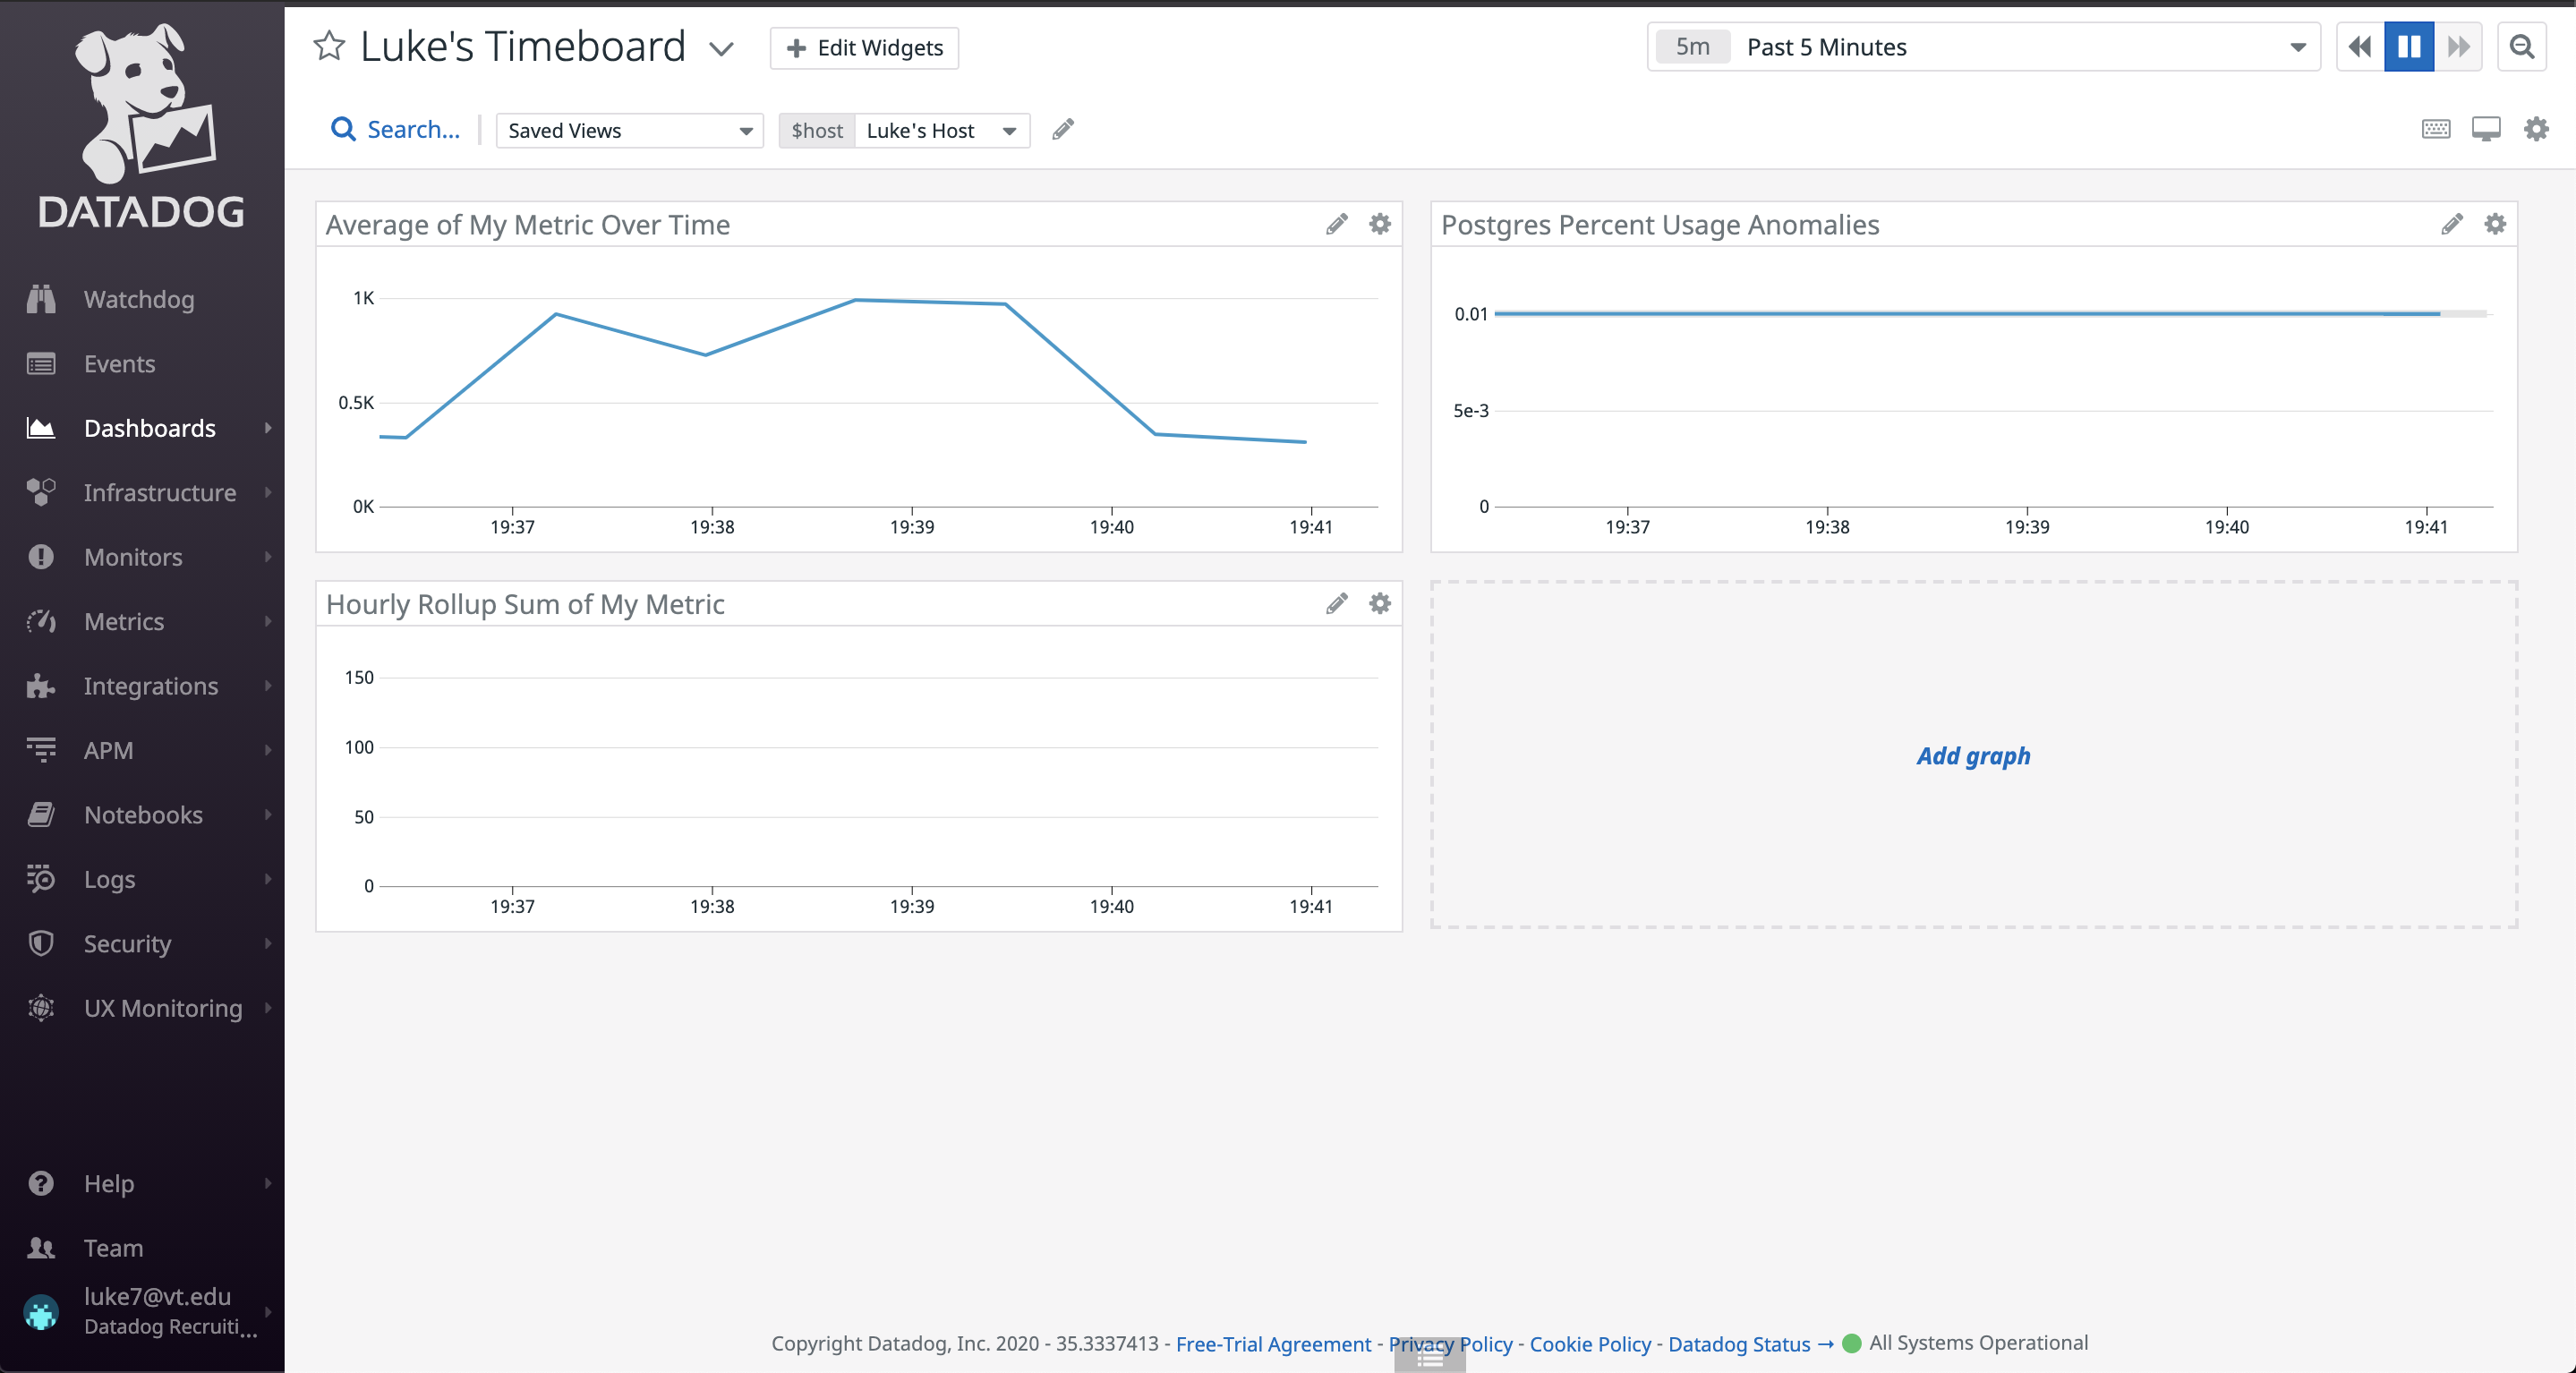 DATADOG
Watchdog
Events
Dashboards
Infrastructure
Monitors
Metrics
Integrations
APM
Notebooks
Logs
Security
UX Monitoring
Help
Team
luke7@vt.edu
Datadog Recruiti...
Luke's Timeboard
Edit Widgets
5m Past 5 Minutes
Search...
Saved Views
$host Luke's Host
Average of My Metric Over Time
1K
0.5K
0K
19:37 19:38 19:39 19:40 19:41
Postgres Percent Usage Anomalies
0.01
5e-3
0
19:37 19:38 19:39 19:40 19:41
Hourly Rollup Sum of My Metric
150
100
50
0
19:37 19:38 19:39 19:40 19:41
Add graph
Copyright Datadog, Inc. 2020 - 35.3337413 - Free-Trial Agreement - Privacy Policy - Cookie Policy - Datadog Status → All Systems Operational